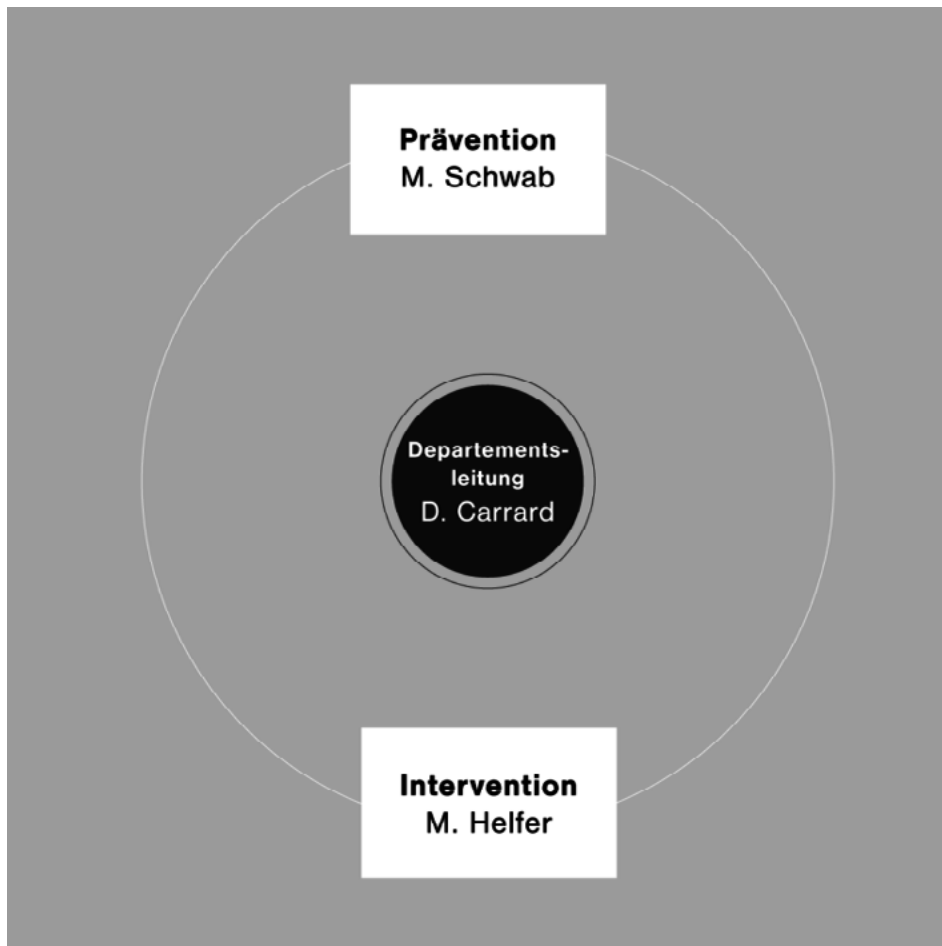 Prävention
M. Schwab
Departements-
leitung
D. Carrard
Intervention
M. Helfer